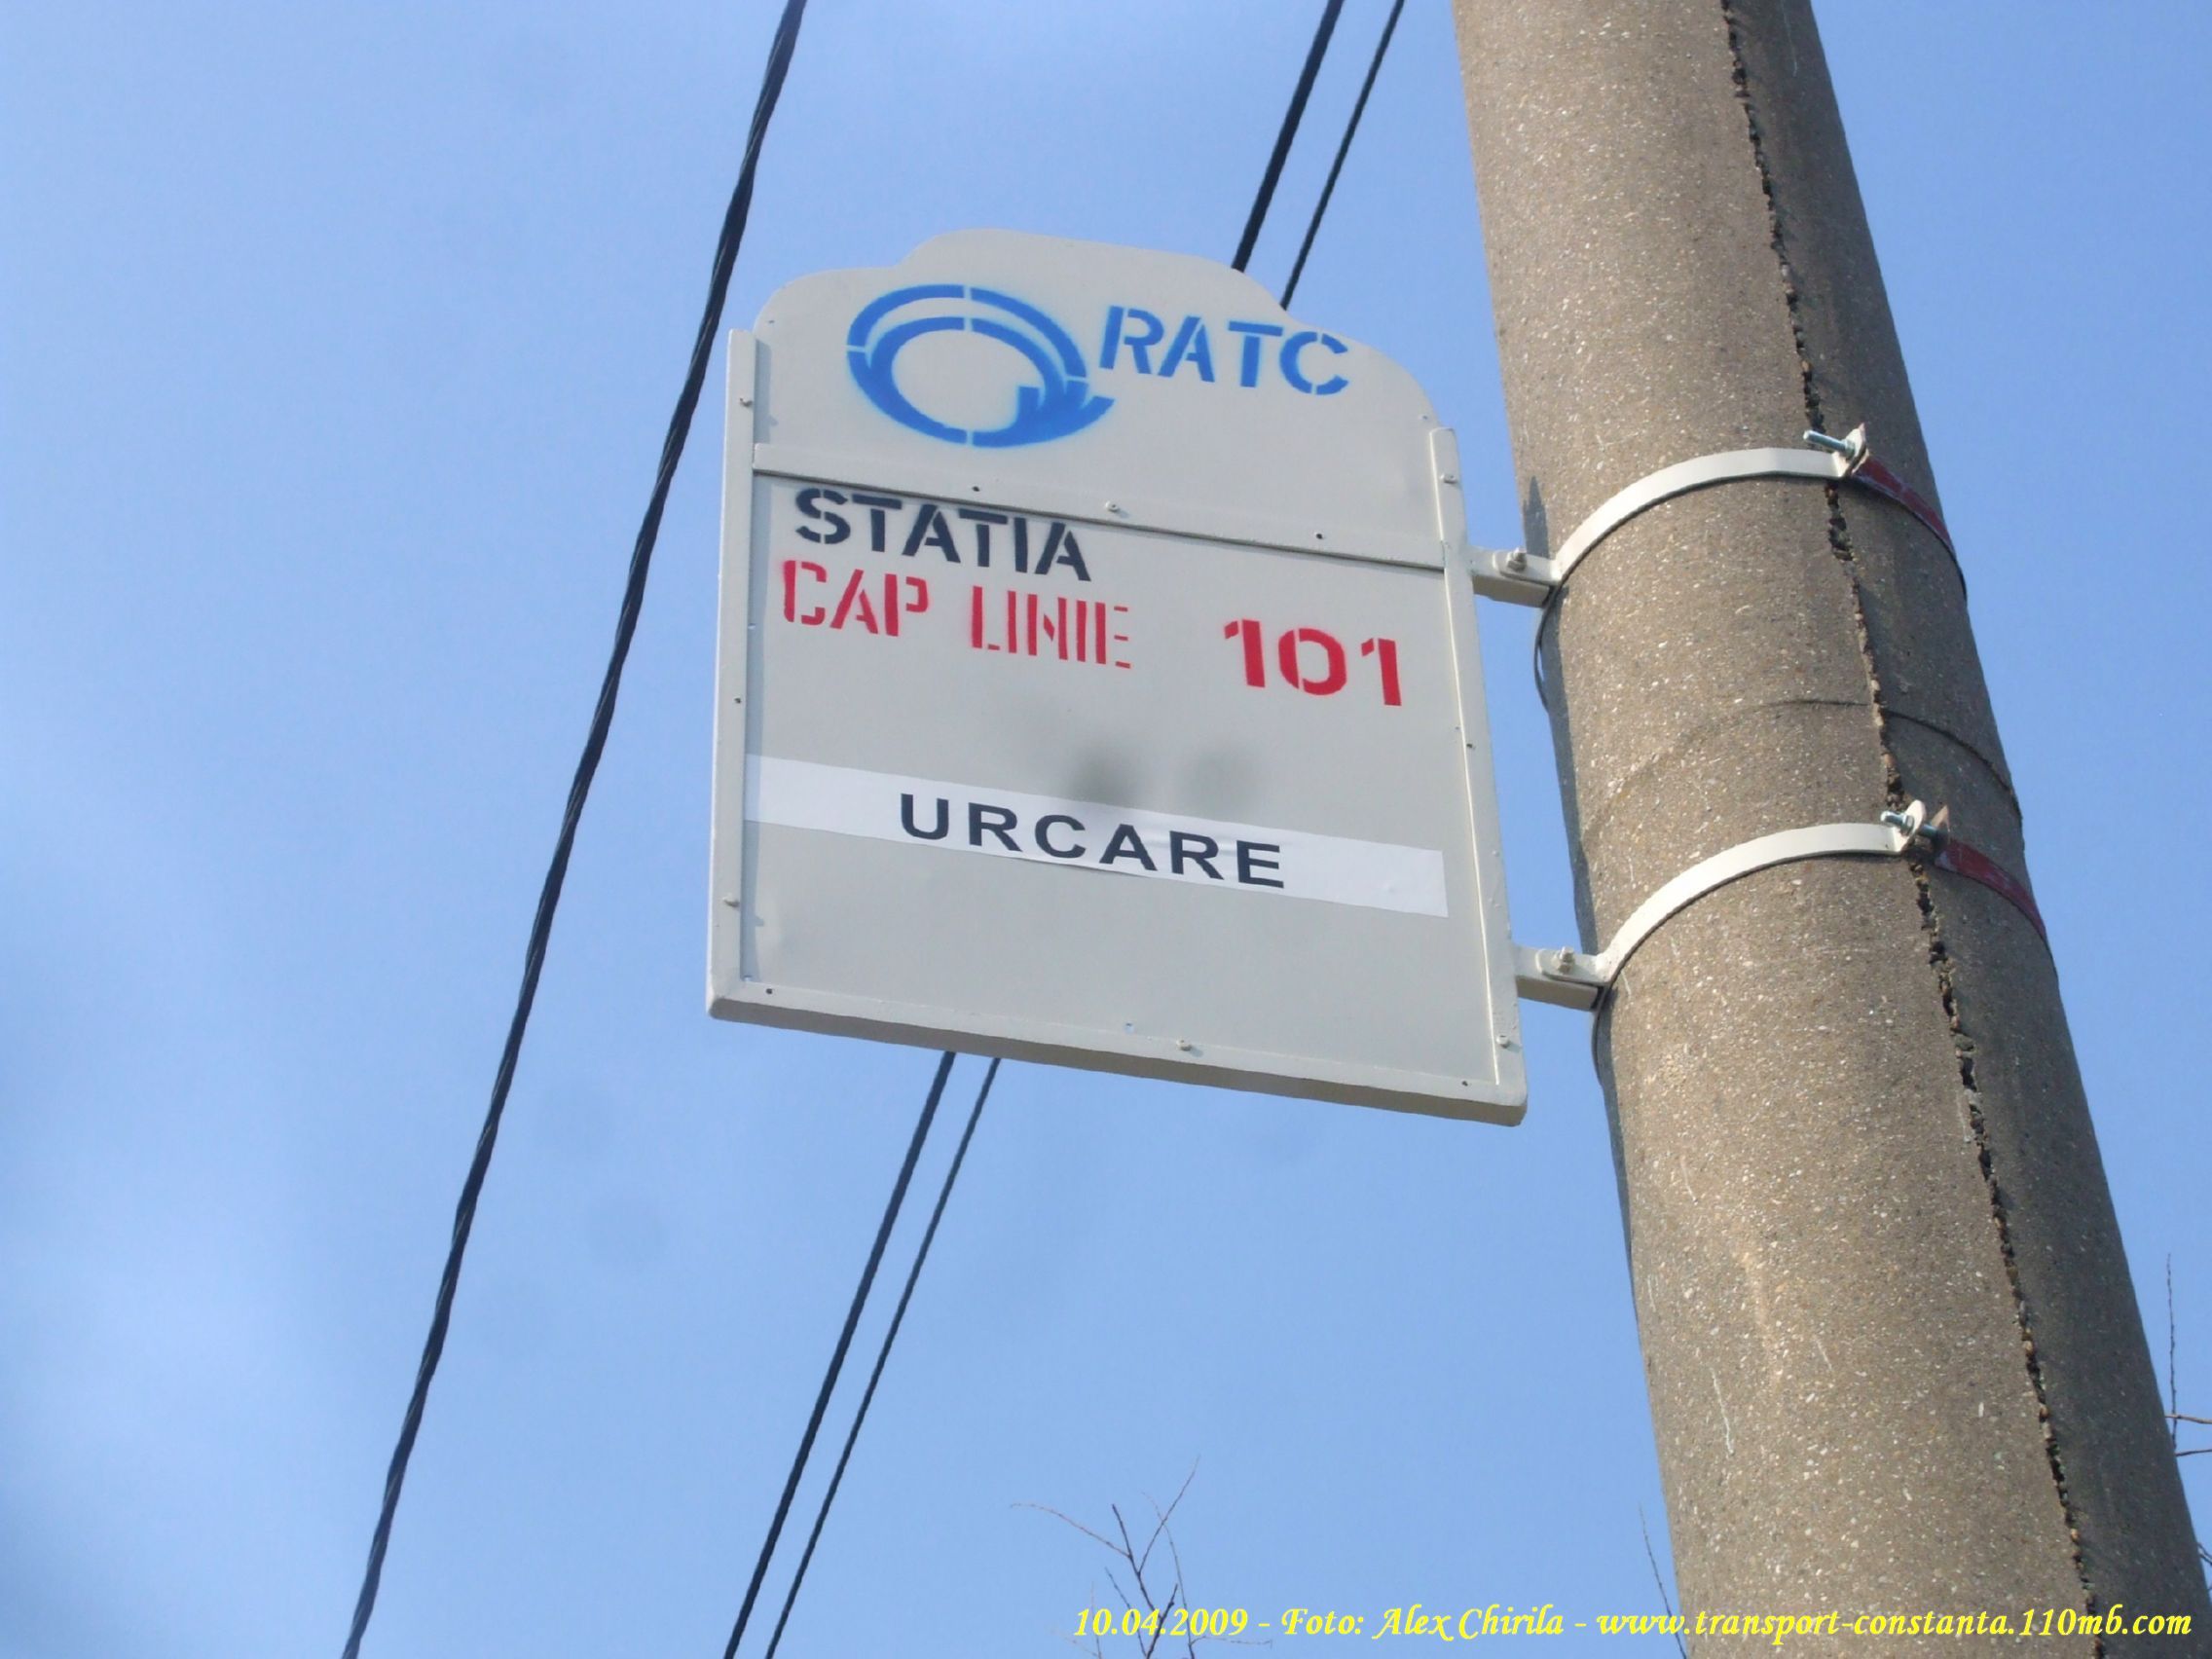 RATC
STATIA
CAP LINIE 101
URCARE
10.04.2009 - Foto: Alex Chirila - www.transport-constanta.110mb.com